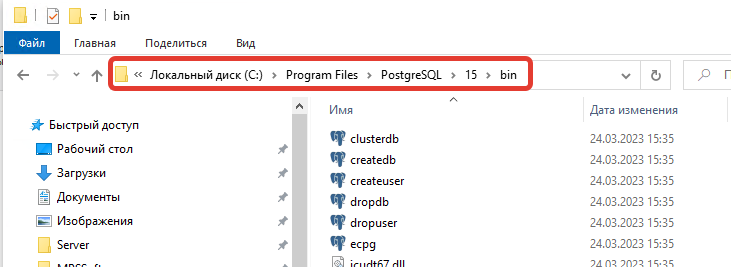 bin
Файл
Главная
Поделиться
Вид
« Локальный диск (C:) > Program Files > PostgreSQL > 15 > bin
Имя
Дата изменения
Быстрый доступ
Рабочий стол
Загрузки
Документы
Изображения
Server
clusterdb 24.03.2023 15:35
createdb 24.03.2023 15:35
createuser 24.03.2023 15:35
dropdb 24.03.2023 15:35
dropuser 24.03.2023 15:35
ecpg 24.03.2023 15:35
icudt67.dll 24.03.2023 15:35